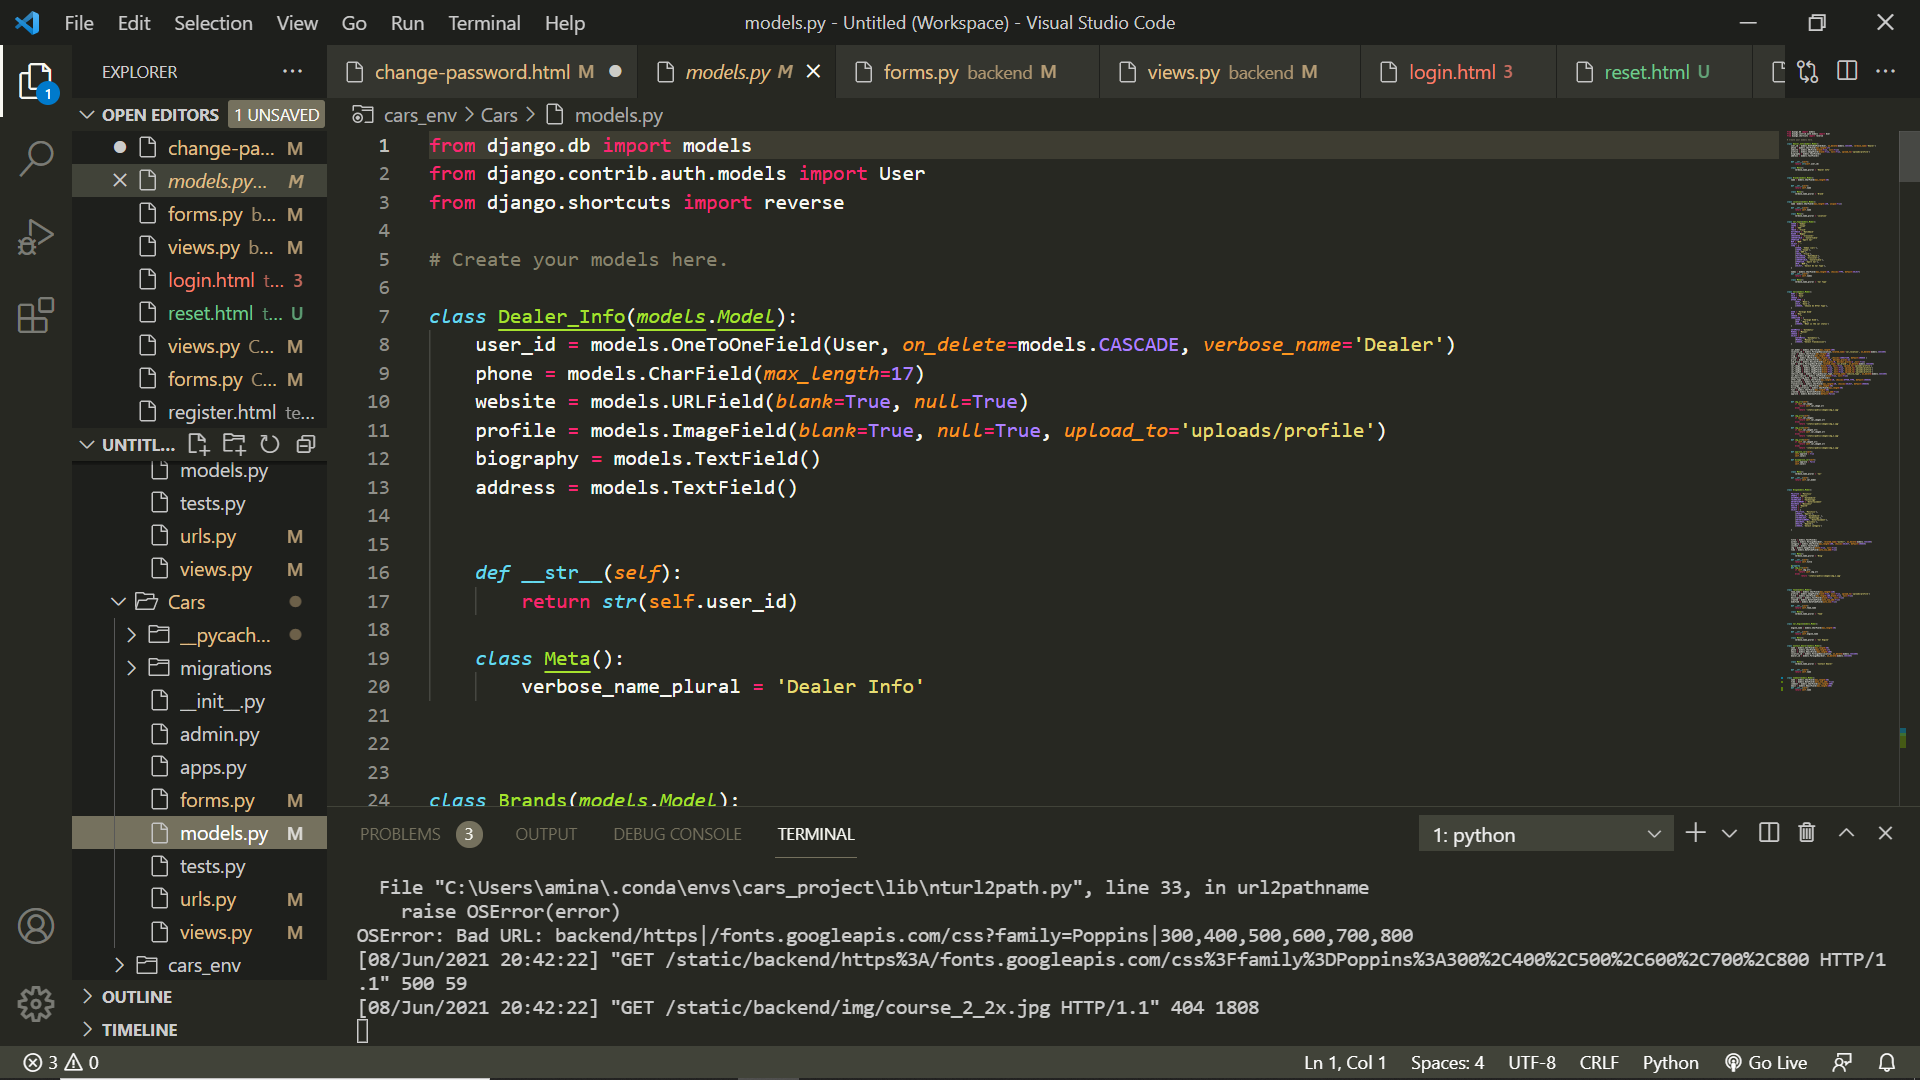 File Edit Selection View Go Run Terminal Help
models.py - Untitled (Workspace) - Visual Studio Code
EXPLORER
change-password.html M
models.py M
forms.py backend M
views.py backend M
login.html 3
reset.html U
OPEN EDITORS 1 UNSAVED
change-pa... M
models.py... M
forms.py b... M
views.py b... M
login.html t... 3
reset.html t... U
views.py C... M
forms.py C... M
register.html te...
1
UNTITL...
models.py
tests.py
urls.py M
views.py M
Cars
__pycach...
migrations
__init__.py
admin.py
apps.py
forms.py M
models.py M
tests.py
urls.py M
views.py M
cars_env
OUTLINE
TIMELINE
cars_env > Cars > models.py
1 from django.db import models
2 from django.contrib.auth.models import User
3 from django.shortcuts import reverse
4
5 # Create your models here.
6
7 class Dealer_Info(models.Model):
8 user_id = models.OneToOneField(User, on_delete=models.CASCADE, verbose_name='Dealer')
9 phone = models.CharField(max_length=17)
10 website = models.URLField(blank=True, null=True)
11 profile = models.ImageField(blank=True, null=True, upload_to='uploads/profile')
12 biography = models.TextField()
13 address = models.TextField()
14
15
16 def __str__(self):
17 return str(self.user_id)
18
19 class Meta():
20 verbose_name_plural = 'Dealer Info'
21
22
23
24 class Brands(models.Model):
PROBLEMS 3 OUTPUT DEBUG CONSOLE TERMINAL
1: python
File "C:\Users\amina\.conda\envs\cars_project\lib\nturl2path.py", line 33, in url2pathname
raise OSError(error)
OSError: Bad URL: backend/https|/fonts.googleapis.com/css?family=Poppins|300,400,500,600,700,800
[08/Jun/2021 20:42:22] "GET /static/backend/https%3A/fonts.googleapis.com/css%3Ffamily%3DPoppins%3A300%2C400%2C500%2C600%2C700%2C800 HTTP/1
.1" 500 59
[08/Jun/2021 20:42:22] "GET /static/backend/img/course_2_2x.jpg HTTP/1.1" 404 1808
3 0
Ln 1, Col 1 Spaces: 4 UTF-8 CRLF Python Go Live